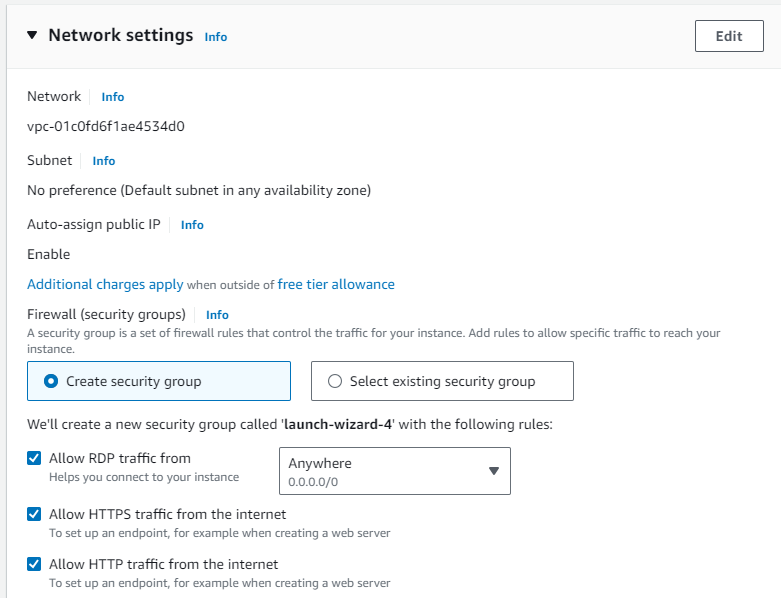 Network settings Info
Edit
Network Info
vpc-01c0fd6f1ae4534d0
Subnet Info
No preference (Default subnet in any availability zone)
Auto-assign public IP Info
Enable
Additional charges apply when outside of free tier allowance
Firewall (security groups) Info
A security group is a set of firewall rules that control the traffic for your instance. Add rules to allow specific traffic to reach your
instance.
Create security group
Select existing security group
We'll create a new security group called 'launch-wizard-4' with the following rules:
Allow RDP traffic from
Helps you connect to your instance
Anywhere
0.0.0.0/0
Allow HTTPS traffic from the internet
To set up an endpoint, for example when creating a web server
Allow HTTP traffic from the internet
To set up an endpoint, for example when creating a web server